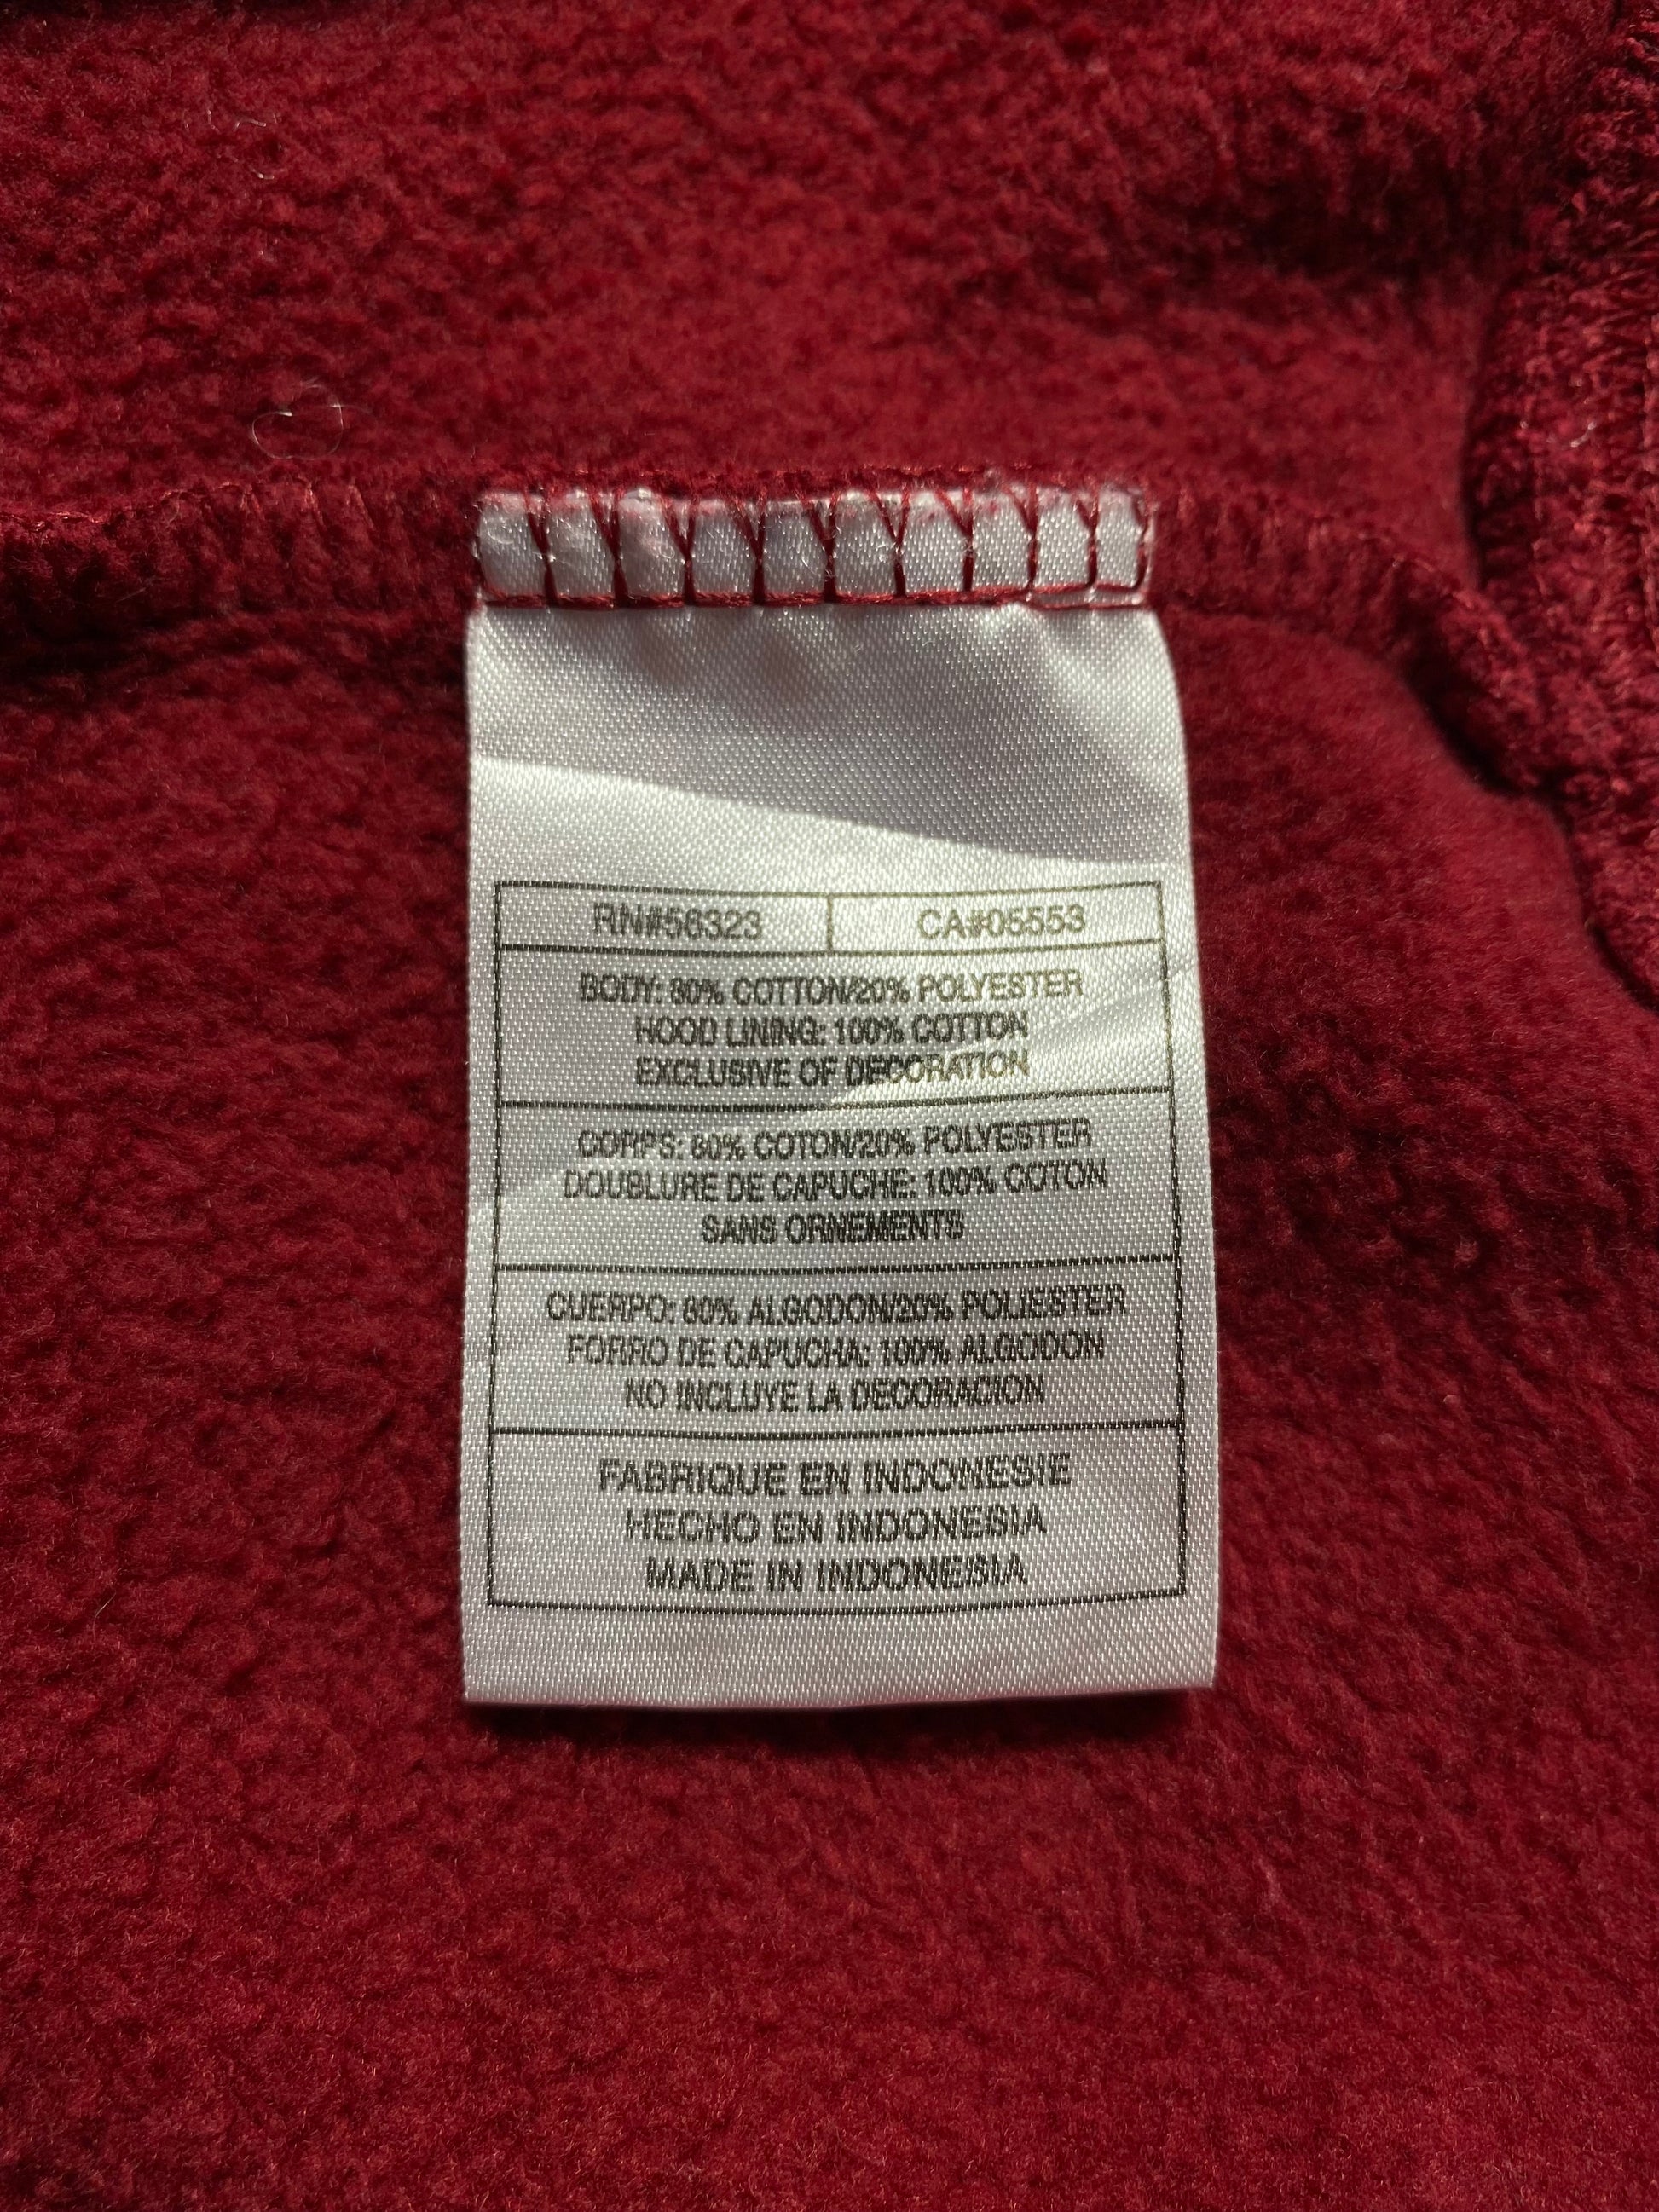 RN#56323 CA#05553
BODY: 80% COTTON/20% POLYESTER
HOOD LINING: 100% COTTON
EXCLUSIVE OF DECORATION
CORPS: 80% COTON/20% POLYESTER
DOUBLURE DE CAPUCHE: 100% COTON
SANS ORNEMENTS
CUERPO: 80% ALGODON/20% POLIESTER
FORRO DE CAPUCHA: 100% ALGODON
NO INCLUYE LA DECORACION
FABRIQUE EN INDONESIE
HECHO EN INDONESIA
MADE IN INDONESIA